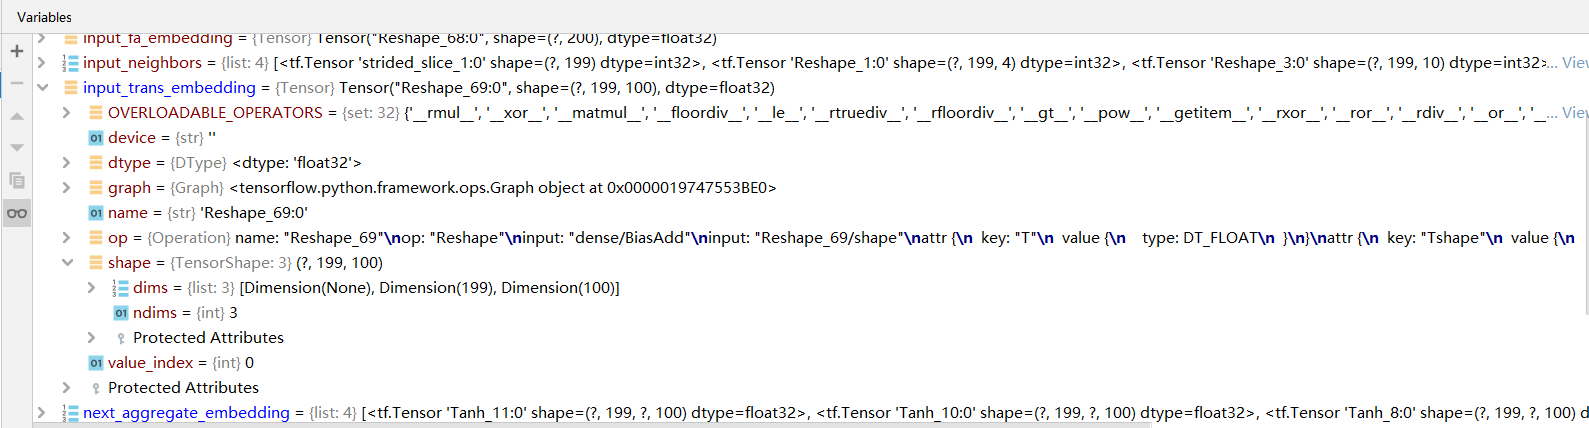 Variables
input_fa_embedding = {Tensor} Tensor("Reshape_68:0", shape=(?, 200), dtype=float32)
input_neighbors = {list: 4} [<tf.Tensor 'strided_slice_1:0' shape=(?, 199) dtype=int32>, <tf.Tensor 'Reshape_1:0' shape=(?, 199, 4) dtype=int32>, <tf.Tensor 'Reshape_3:0' shape=(?, 199, 10) dtype=int32>... View
input_trans_embedding = {Tensor} Tensor("Reshape_69:0", shape=(?, 199, 100), dtype=float32)
OVERLOADABLE_OPERATORS = {set: 32} {'__rmul__', '__xor__', '__matmul__', '__floordiv__', '__le__', '__rtruediv__', '__rfloordiv__', '__gt__', '__pow__', '__getitem__', '__rxor__', '__ror__', '__rdiv__', '__or__', '__... View
01 device = {str} ''
dtype = {DType} <dtype: 'float32'>
graph = {Graph} <tensorflow.python.framework.ops.Graph object at 0x0000019747553BE0>
01 name = {str} 'Reshape_69:0'
op = {Operation} name: "Reshape_69"\nop: "Reshape"\ninput: "dense/BiasAdd"\ninput: "Reshape_69/shape"\nattr {\n  key: "T"\n  value {\n    type: DT_FLOAT\n  }\n}\nattr {\n  key: "Tshape"\n  value {\n
shape = {TensorShape: 3} (?, 199, 100)
dims = {list: 3} [Dimension(None), Dimension(199), Dimension(100)]
01 ndims = {int} 3
Protected Attributes
01 value_index = {int} 0
Protected Attributes
next_aggregate_embedding = {list: 4} [<tf.Tensor 'Tanh_11:0' shape=(?, 199, ?, 100) dtype=float32>, <tf.Tensor 'Tanh_10:0' shape=(?, 199, ?, 100) dtype=float32>, <tf.Tensor 'Tanh_8:0' shape=(?, 199, ?, 100) d